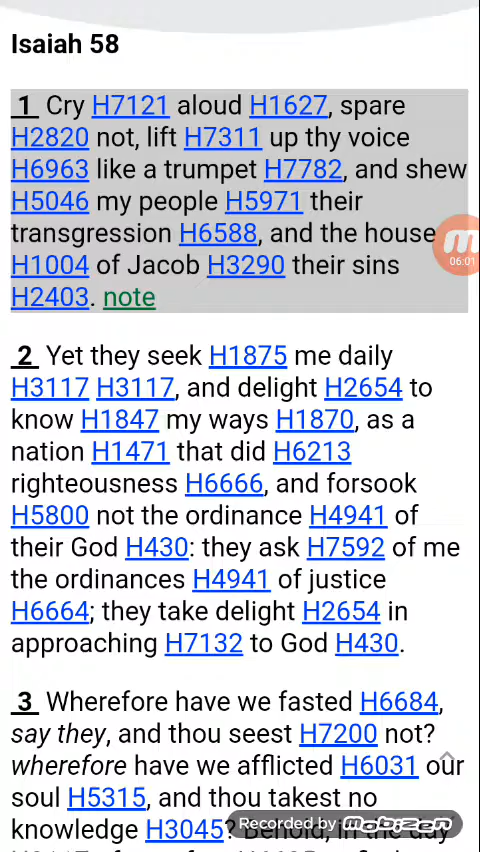 Isaiah 58
1 Cry H7121 aloud H1627, spare
H2820 not, lift H7311 up thy voice
H6963 like a trumpet H7782, and shew
H5046 my people H5971 their
transgression H6588, and the house
H1004 of Jacob H3290 their sins
06:01
H2403. note
2 Yet they seek H1875 me daily
H3117 H3117, and delight H2654 to
know H1847 my ways H1870, as a
nation H1471 that did H6213
righteousness H6666, and forsook
H5800 not the ordinance H4941 of
their God H430: they ask H7592 of me
the ordinances H4941 of justice
H6664; they take delight H2654 in
approaching H7132 to God H430.
3 Wherefore have we fasted H6684,
say they, and thou seest H7200 not?
wherefore have we afflicted H6031 our
soul H5315, and thou takest no
knowledge H3045? Behold, in the day
Recorded by mobizen